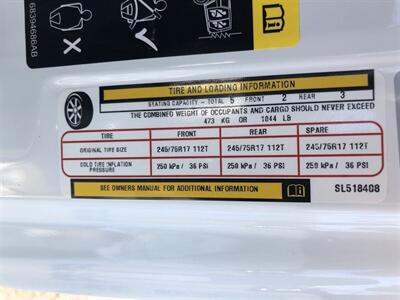 68394686AB
TIRE AND LOADING INFORMATION
SEATING CAPACITY - TOTAL 5 FRONT 2 REAR 3
THE COMBINED WEIGHT OF OCCUPANTS AND CARGO SHOULD NEVER EXCEED
473 KG OR 1044 LB
TIRE FRONT REAR SPARE
ORIGINAL TIRE SIZE 245/75R17 112T 245/75R17 112T 245/75R17 112T
COLD TIRE INFLATION PRESSURE 250 kPa / 36 PSI 250 kPa / 36 PSI 250 kPa / 36 PSI
SEE OWNERS MANUAL FOR ADDITIONAL INFORMATION
SL518408